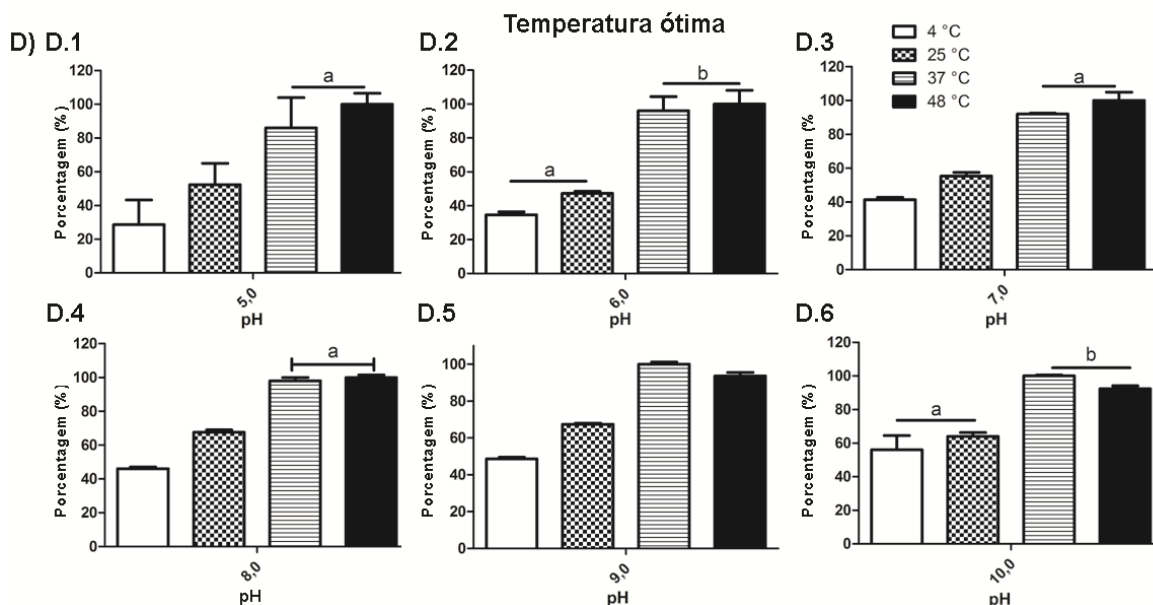 Temperatura ótima
D) D.1
D.2
D.3
4 °C
25 °C
37 °C
48 °C
Porcentagem (%)
120
100
80
60
40
20
0
a
5,0
pH
Porcentagem (%)
120
100
80
60
40
20
0
a
b
6,0
pH
Porcentagem (%)
120
100
80
60
40
20
0
a
7,0
pH
D.4
D.5
D.6
Porcentagem (%)
120
100
80
60
40
20
0
a
8,0
pH
Porcentagem (%)
100
80
60
40
20
0
9,0
pH
Porcentagem (%)
120
100
80
60
40
20
0
a
b
10,0
pH